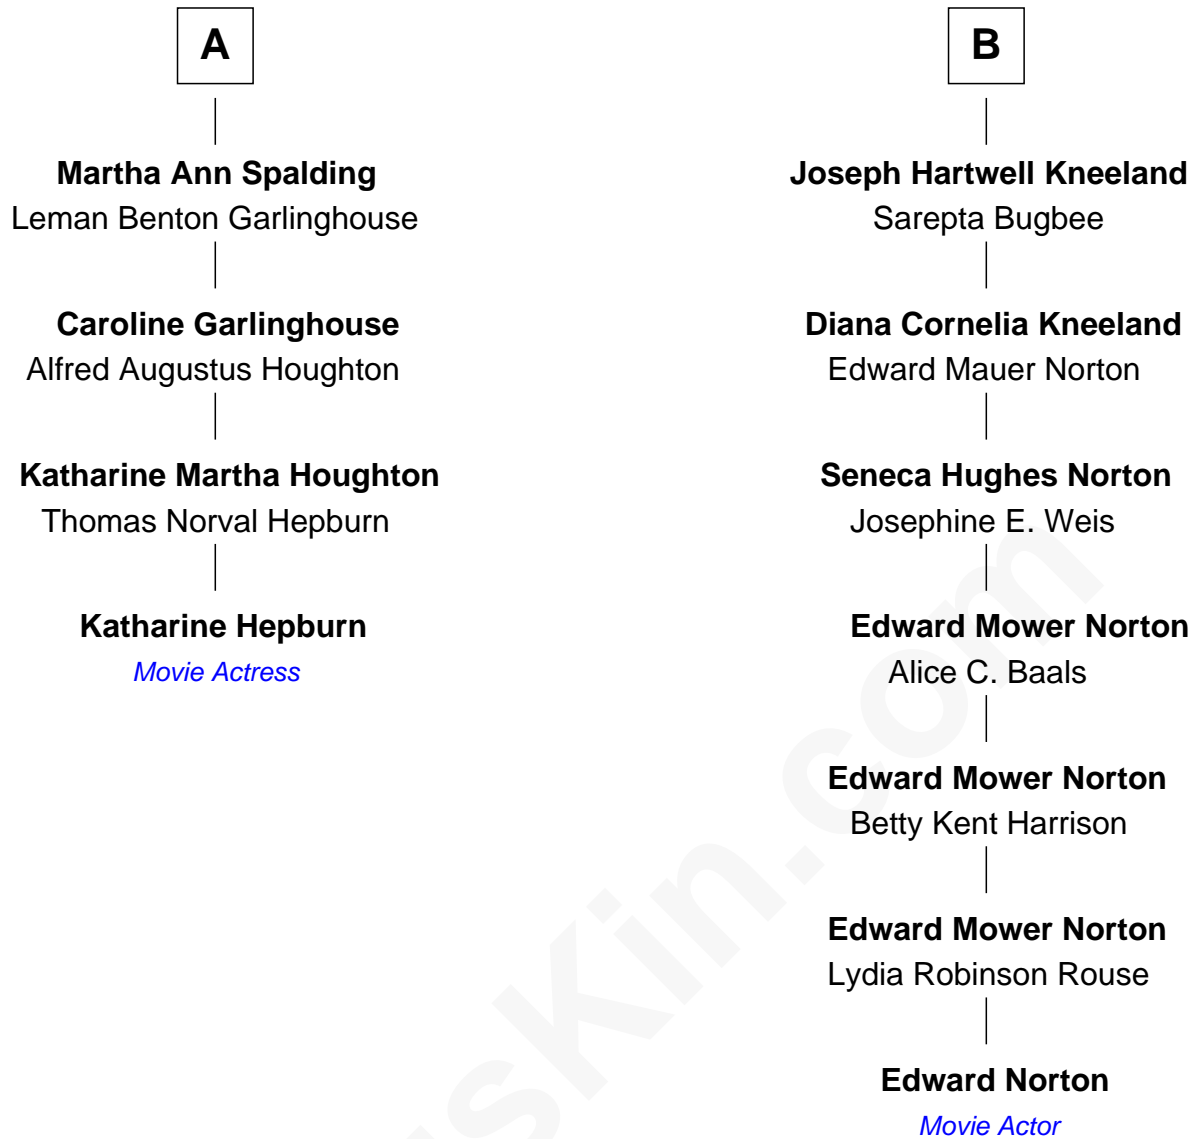 A
Martha Ann Spalding
Leman Benton Garlinghouse
Caroline Garlinghouse
Alfred Augustus Houghton
Katharine Martha Houghton
Thomas Norval Hepburn
Katharine Hepburn
Movie Actress
B
Joseph Hartwell Kneeland
Sarepta Bugbee
Diana Cornelia Kneeland
Edward Mauer Norton
Seneca Hughes Norton
Josephine E. Weis
Edward Mower Norton
Alice C. Baals
Edward Mower Norton
Betty Kent Harrison
Edward Mower Norton
Lydia Robinson Rouse
Edward Norton
Movie Actor